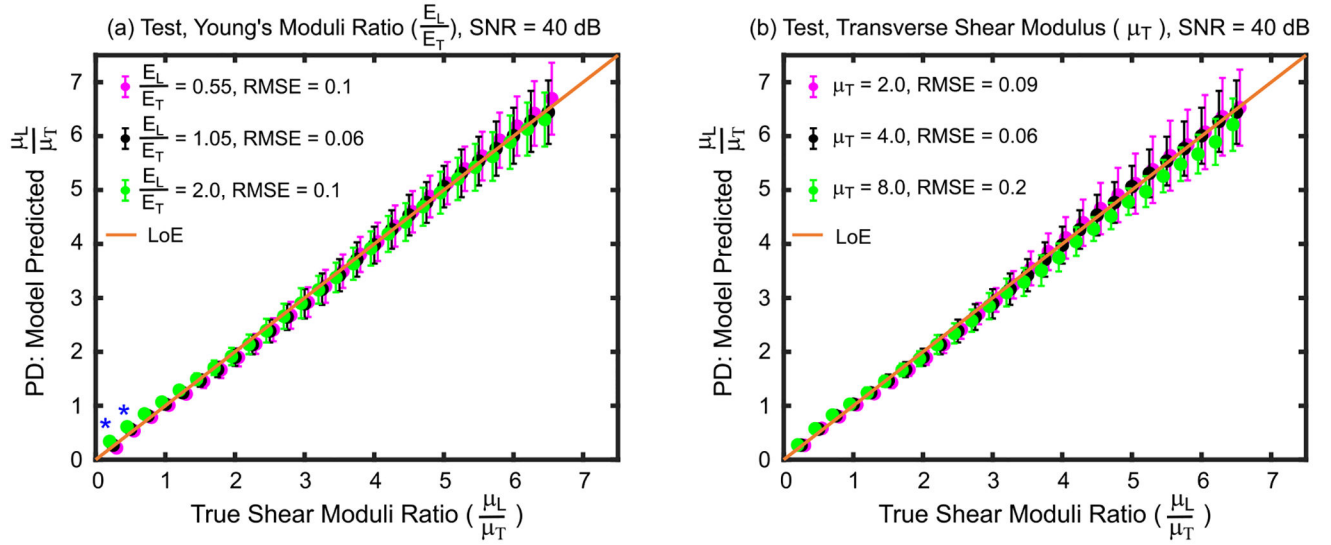 (a) Test, Young's Moduli Ratio (E_L/E_T), SNR = 40 dB
PD: Model Predicted μ_L/μ_T
7
6
5
4
3
2
1
0
E_L/E_T = 0.55, RMSE = 0.1
E_L/E_T = 1.05, RMSE = 0.06
E_L/E_T = 2.0, RMSE = 0.1
LoE
*
*
0 1 2 3 4 5 6 7
True Shear Moduli Ratio (μ_L/μ_T)
(b) Test, Transverse Shear Modulus ( μ_T ), SNR = 40 dB
PD: Model Predicted μ_L/μ_T
7
6
5
4
3
2
1
0
μ_T = 2.0, RMSE = 0.09
μ_T = 4.0, RMSE = 0.06
μ_T = 8.0, RMSE = 0.2
LoE
0 1 2 3 4 5 6 7
True Shear Moduli Ratio (μ_L/μ_T)